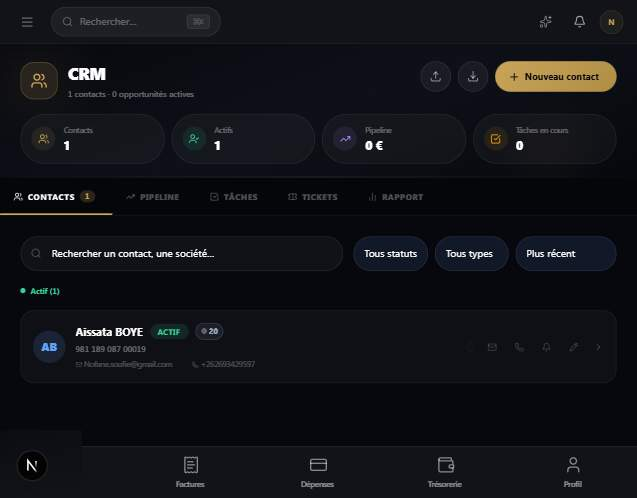 Rechercher... ⌘K
N
CRM
1 contacts · 0 opportunités actives
Nouveau contact
Contacts
1
Actifs
1
Pipeline
0 €
Tâches en cours
0
CONTACTS 1
PIPELINE
TÂCHES
TICKETS
RAPPORT
Rechercher un contact, une société...
Tous statuts
Tous types
Plus récent
Actif (1)
AB
Aissata BOYE ACTIF 20
981 189 087 00019
Nofane.soufie@gmail.com +262693429597
N
Factures
Dépenses
Trésorerie
Profil